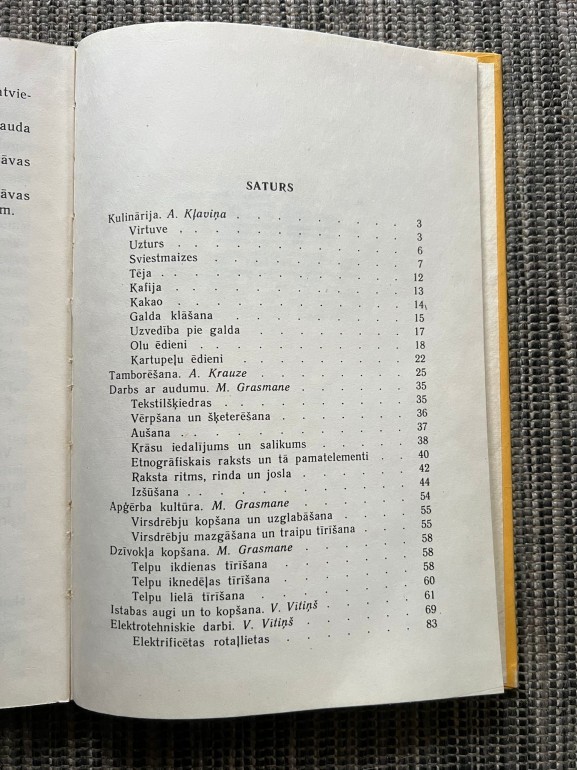 atvie-
auda
āvas
āvas
m.
SATURS
Kulinārija. A. Kļaviņa . . . . . . . . . 3
Virtuve . . . . . . . . . 3
Uzturs . . . . . . . . . 6
Sviestmaizes . . . . . . . . 7
Tēja . . . . . . . . . 12
Kafija . . . . . . . . . 13
Kakao . . . . . . . . . 14
Galda klāšana . . . . . . . 15
Uzvedība pie galda . . . . . . 17
Olu ēdieni . . . . . . . . 18
Kartupeļu ēdieni . . . . . . . 22
Tamborēšana. A. Krauze . . . . . . 25
Darbs ar audumu. M. Grasmane . . . . . 35
Tekstilšķiedras . . . . . . . 35
Vērpšana un šķeterēšana . . . . . 36
Aušana . . . . . . . . . 37
Krāsu iedalījums un salikums . . . . 38
Etnogrāfiskais raksts un tā pamatelementi . . 40
Raksta ritms, rinda un josla . . . . 42
Izšūšana . . . . . . . . 44
Apģērba kultūra. M. Grasmane . . . . . 54
Virsdrēbju kopšana un uzglabāšana . . . 55
Virsdrēbju mazgāšana un traipu tīrīšana . . 55
Dzīvokļa kopšana. M. Grasmane . . . . . 58
Telpu ikdienas tīrīšana . . . . . 58
Telpu iknedēļas tīrīšana . . . . . 58
Telpu lielā tīrīšana . . . . . . 60
Istabas augi un to kopšana. V. Vītiņš . . . . 61
Elektrotehniskie darbi. V. Vītiņš . . . . . 69
Elektrificētas rotaļlietas . . . . . 83